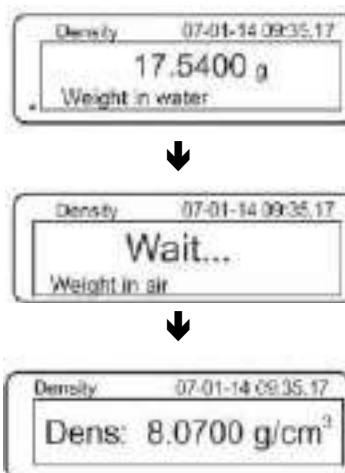 Density 07-01-14 09:35.17
17.5400 g
Weight in water
Density 07-01-14 09:35.17
Wait...
Weight in air
Density 07-01-14 09:35.17
Dens: 8.0700 g/cm³